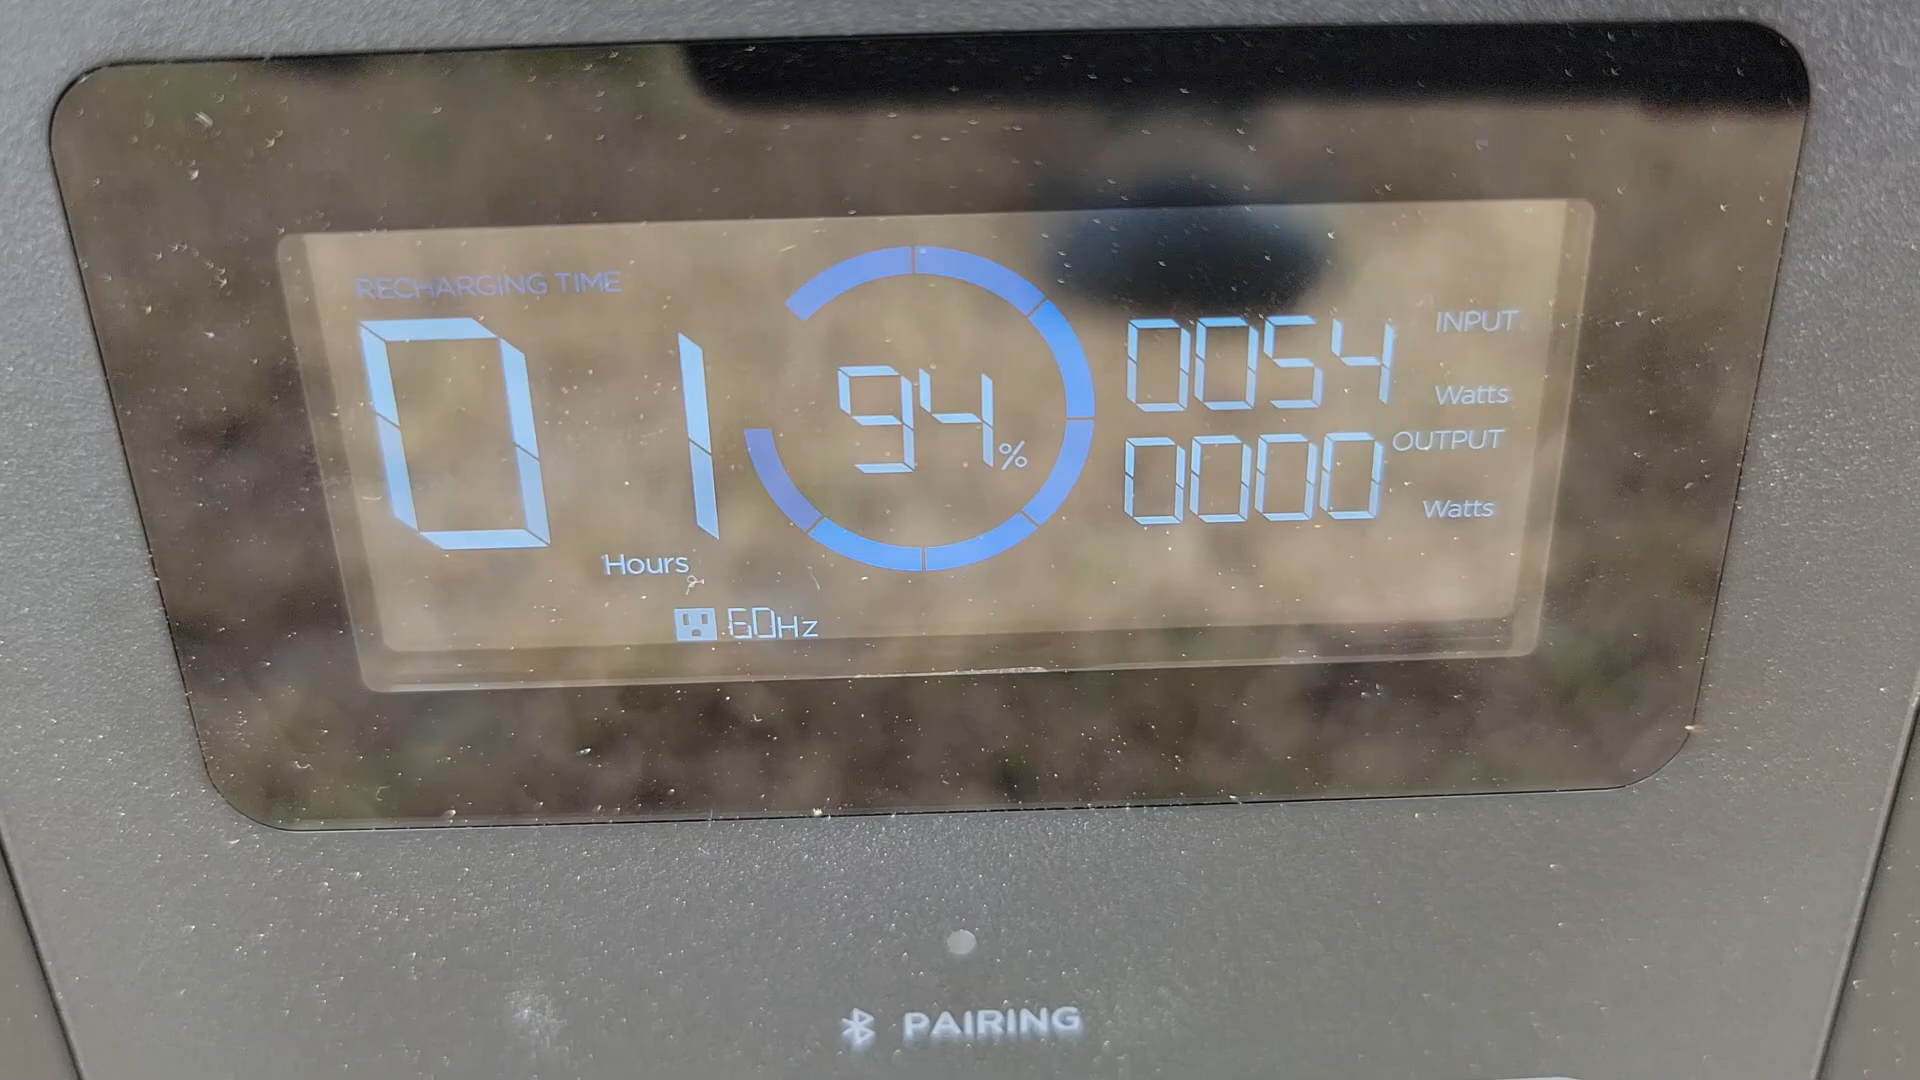 RECHARGING TIME
01
Hours
94%
0054 INPUT Watts
0000 OUTPUT Watts
60Hz
PAIRING